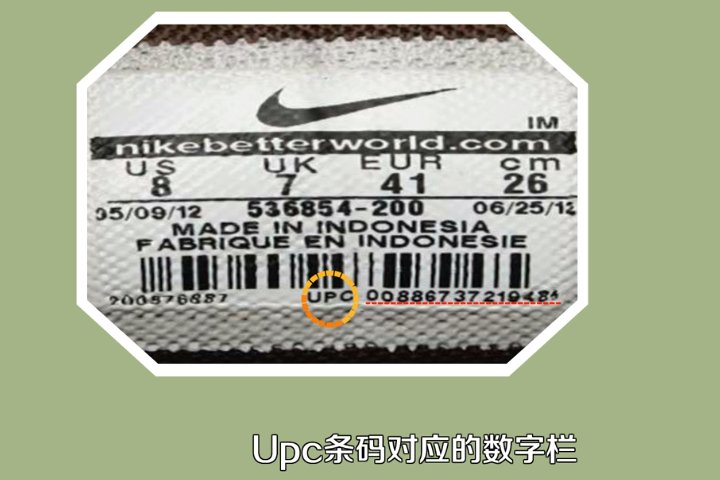 IM
nikebetterworld.com
US UK EUR cm
8 7 41 26
05/09/12 536854-200 06/25/12
MADE IN INDONESIA
FABRIQUE EN INDONESIE
UPC
Upc条码对应的数字栏